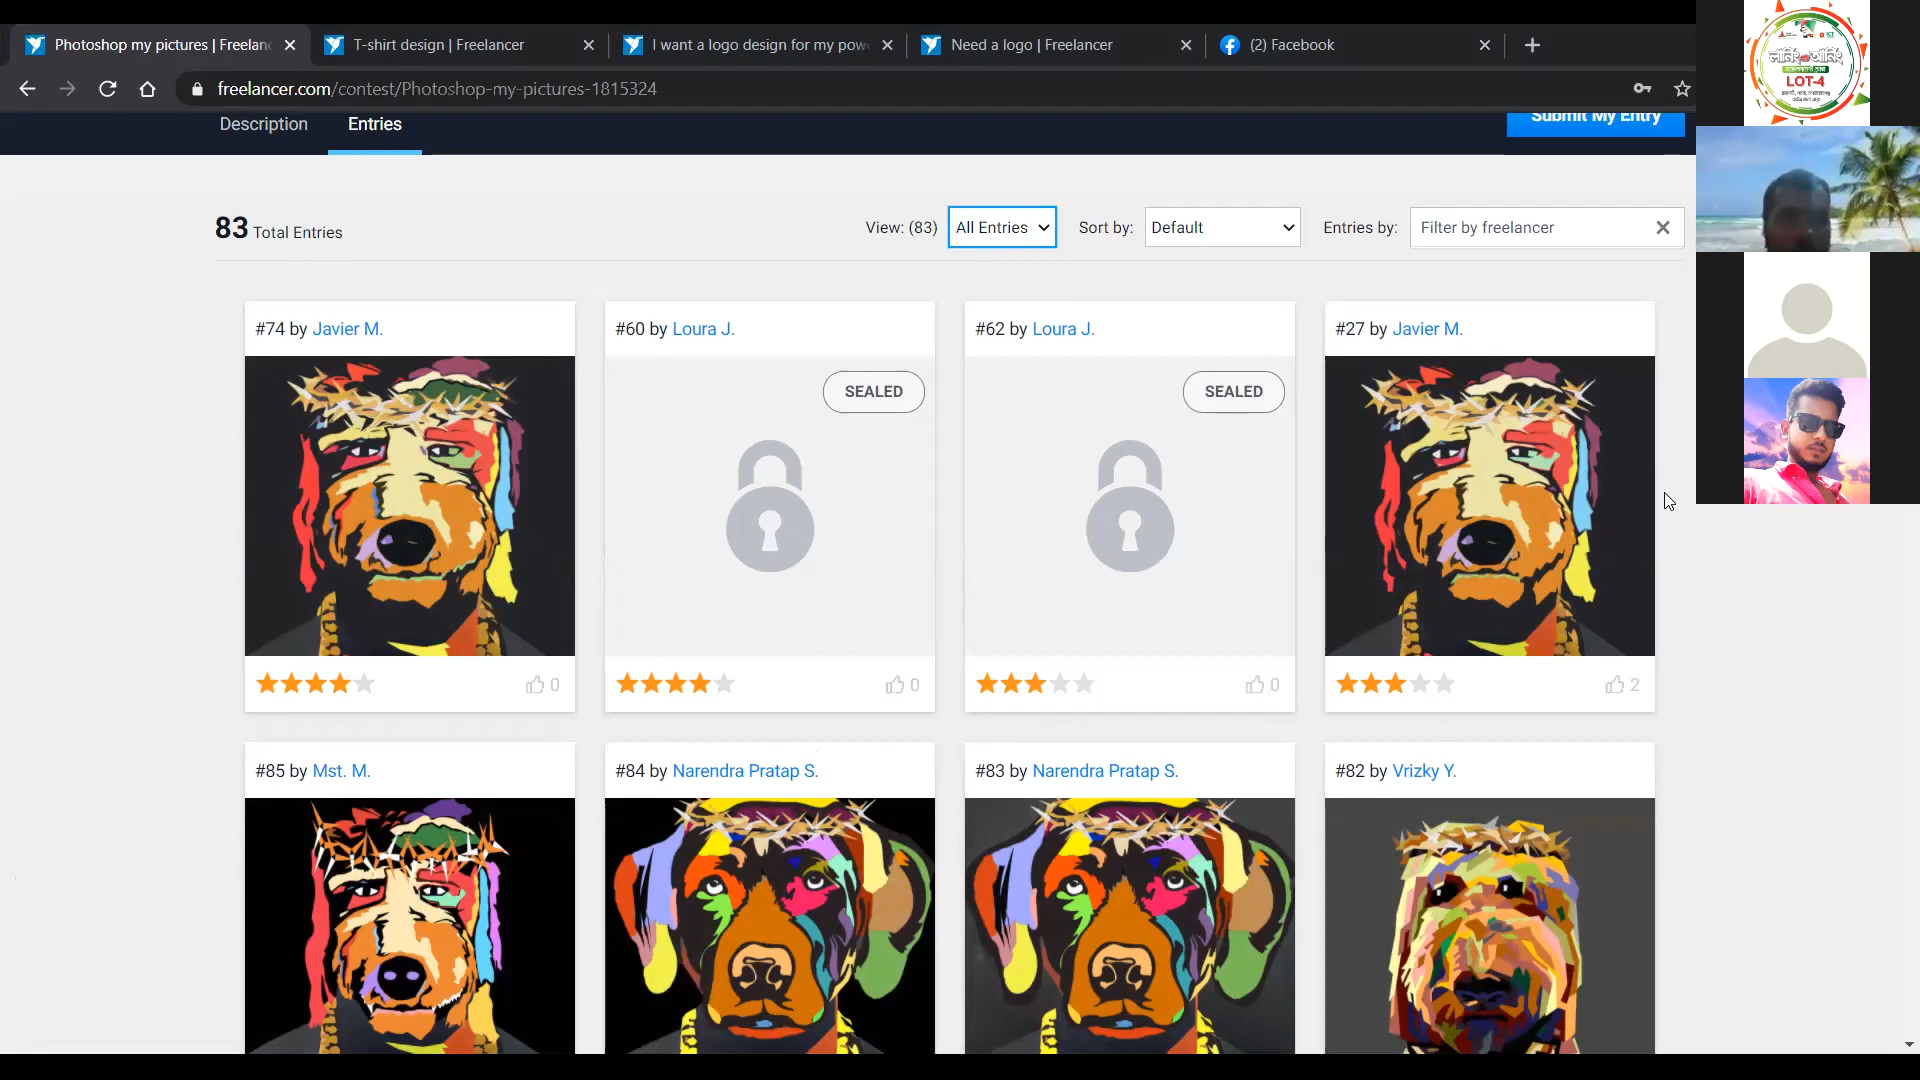 Photoshop my pictures | Freelanc
T-shirt design | Freelancer
I want a logo design for my pow
Need a logo | Freelancer
(2) Facebook
freelancer.com/contest/Photoshop-my-pictures-1815324
Description
Entries
Submit My Entry
83 Total Entries
View: (83)
All Entries
Sort by:
Default
Entries by:
Filter by freelancer
#74 by Javier M.
#60 by Loura J.
#62 by Loura J.
#27 by Javier M.
SEALED
SEALED
0
0
0
2
#85 by Mst. M.
#84 by Narendra Pratap S.
#83 by Narendra Pratap S.
#82 by Vrizky Y.
লার্নিং আর্নিং
LOT-4